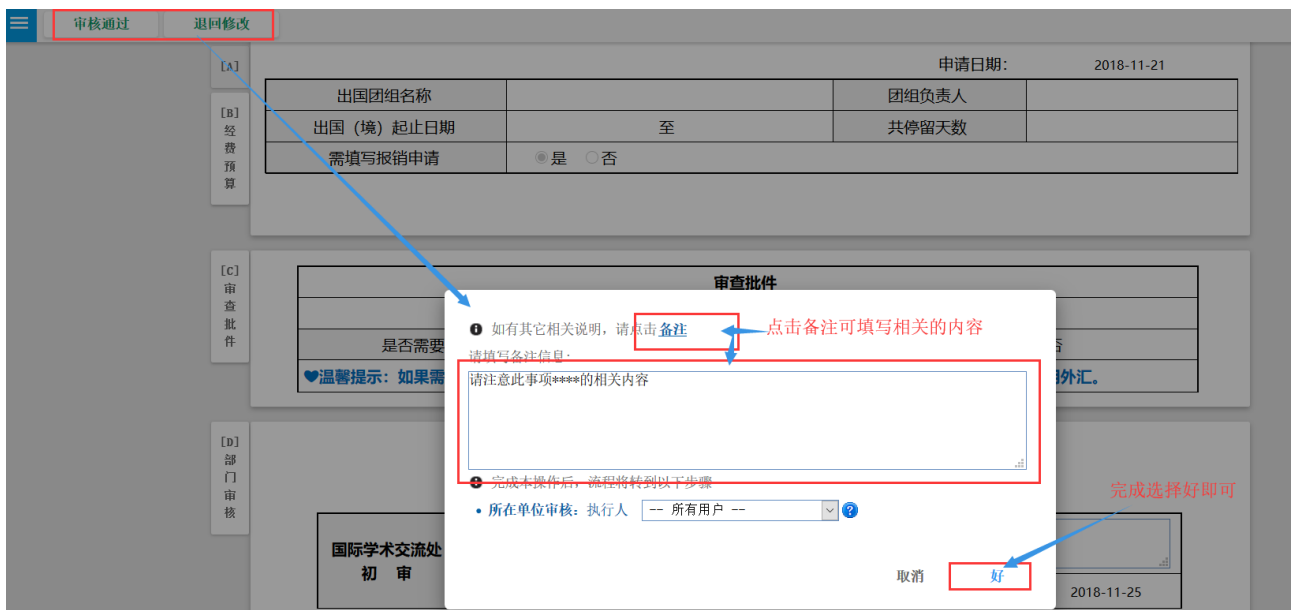 审核通过 退回修改
[A]
申请日期： 2018-11-21
出国团组名称 团组负责人
出国（境）起止日期 至 共停留天数
需填写报销申请 是 否
[B]
经
费
预
算
[C]
审
查
批
件
审查批件
是否需要
否
温馨提示：如果需
外汇。
如有其它相关说明，请点击备注
点击备注可填写相关的内容
请填写备注信息：
请注意此事项****的相关内容
完成本操作后，流程将转到以下步骤
• 所在单位审核：执行人 -- 所有用户 --
完成选择好即可
取消 好
[D]
部
门
审
核
国际学术交流处
初 审
2018-11-25